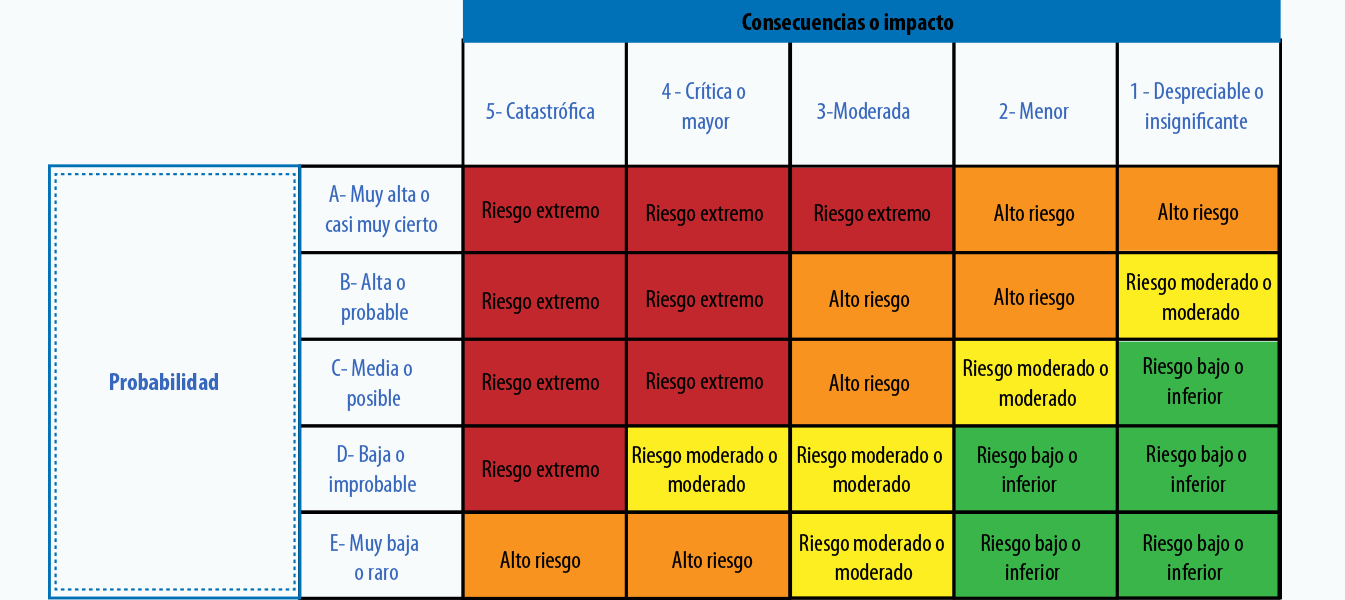 Consecuencias o impacto
5- Catastrófica
4 - Crítica o
mayor
3-Moderada
2- Menor
1 - Despreciable o
insignificante
Probabilidad
A- Muy alta o
casi muy cierto
Riesgo extremo
Riesgo extremo
Riesgo extremo
Alto riesgo
Alto riesgo
B- Alta o
probable
Riesgo extremo
Riesgo extremo
Alto riesgo
Alto riesgo
Riesgo moderado o
moderado
C- Media o
posible
Riesgo extremo
Riesgo extremo
Alto riesgo
Riesgo moderado o
moderado
Riesgo bajo o
inferior
D- Baja o
improbable
Riesgo extremo
Riesgo moderado o
moderado
Riesgo moderado o
moderado
Riesgo bajo o
inferior
Riesgo bajo o
inferior
E- Muy baja
o raro
Alto riesgo
Alto riesgo
Riesgo moderado o
moderado
Riesgo bajo o
inferior
Riesgo bajo o
inferior